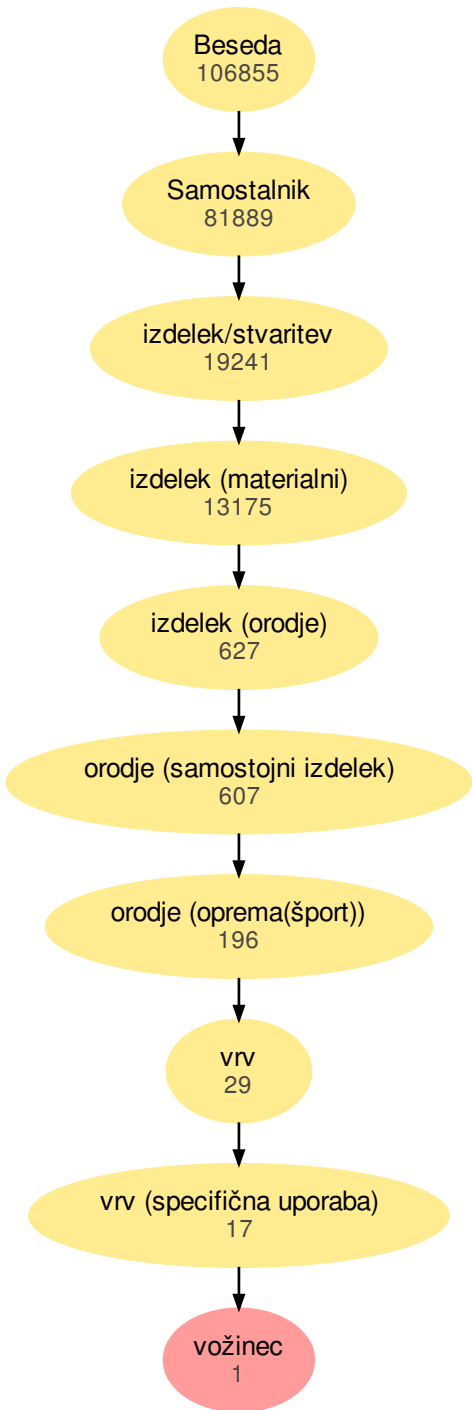 Beseda
106855
Samostalnik
81889
izdelek/stvaritev
19241
izdelek (materialni)
13175
izdelek (orodje)
627
orodje (samostojni izdelek)
607
orodje (oprema(šport))
196
vrv
29
vrv (specifična uporaba)
17
vožinec
1